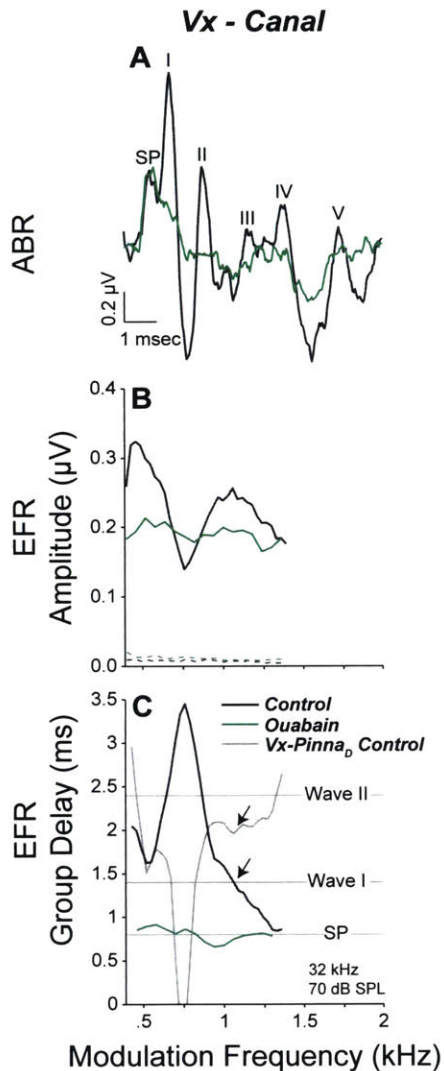 Vx - Canal
A
I
SP
II
III
IV
V
ABR
0.2 µV
1 msec
B
0.4
0.3
0.2
0.1
0.0
EFR
Amplitude (µV)
C
Control
Ouabain
Vx-PinnaD Control
3.5
3
2.5
2
1.5
1
0.5
0
EFR
Group Delay (ms)
Wave II
Wave I
SP
32 kHz
70 dB SPL
.5 1 1.5 2
Modulation Frequency (kHz)